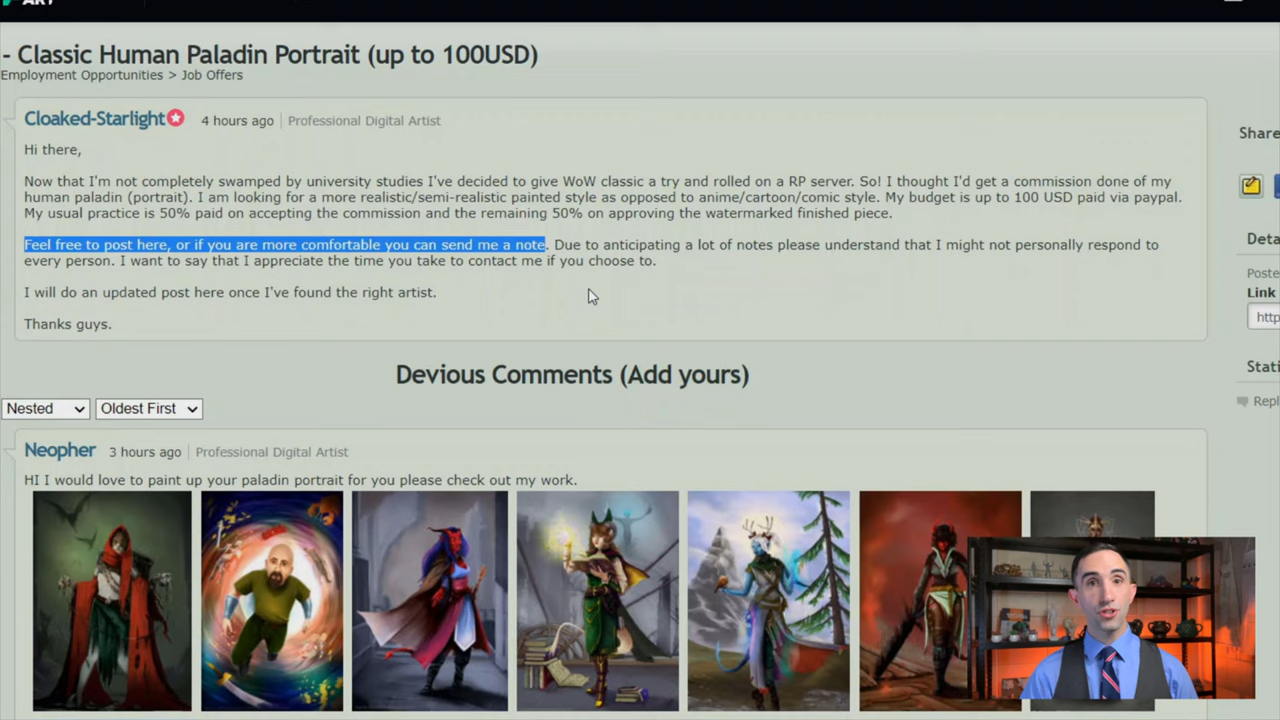 ART
- Classic Human Paladin Portrait (up to 100USD)
Employment Opportunities > Job Offers
Cloaked-Starlight 4 hours ago | Professional Digital Artist
Hi there,
Now that I'm not completely swamped by university studies I've decided to give WoW classic a try and rolled on a RP server. So! I thought I'd get a commission done of my
human paladin (portrait). I am looking for a more realistic/semi-realistic painted style as opposed to anime/cartoon/comic style. My budget is up to 100 USD paid via paypal.
My usual practice is 50% paid on accepting the commission and the remaining 50% on approving the watermarked finished piece.
Feel free to post here, or if you are more comfortable you can send me a note. Due to anticipating a lot of notes please understand that I might not personally respond to
every person. I want to say that I appreciate the time you take to contact me if you choose to.
I will do an updated post here once I've found the right artist.
Thanks guys.
Share
Deta
Poste
Link
http
Stati
Repl
Devious Comments (Add yours)
Nested
Oldest First
Neopher 3 hours ago | Professional Digital Artist
HI I would love to paint up your paladin portrait for you please check out my work.